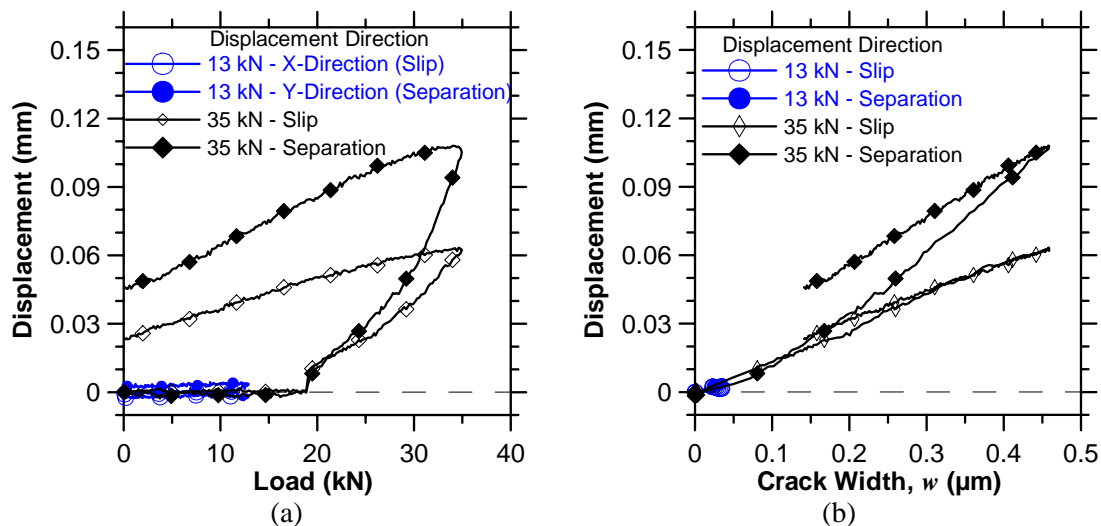 Displacement (mm)
0.15
0.12
0.09
0.06
0.03
0
Displacement Direction
13 kN - X-Direction (Slip)
13 kN - Y-Direction (Separation)
35 kN - Slip
35 kN - Separation
0 10 20 30 40
Load (kN)
(a)
Displacement (mm)
0.15
0.12
0.09
0.06
0.03
0
Displacement Direction
13 kN - Slip
13 kN - Separation
35 kN - Slip
35 kN - Separation
0 0.1 0.2 0.3 0.4 0.5
Crack Width, w (μm)
(b)